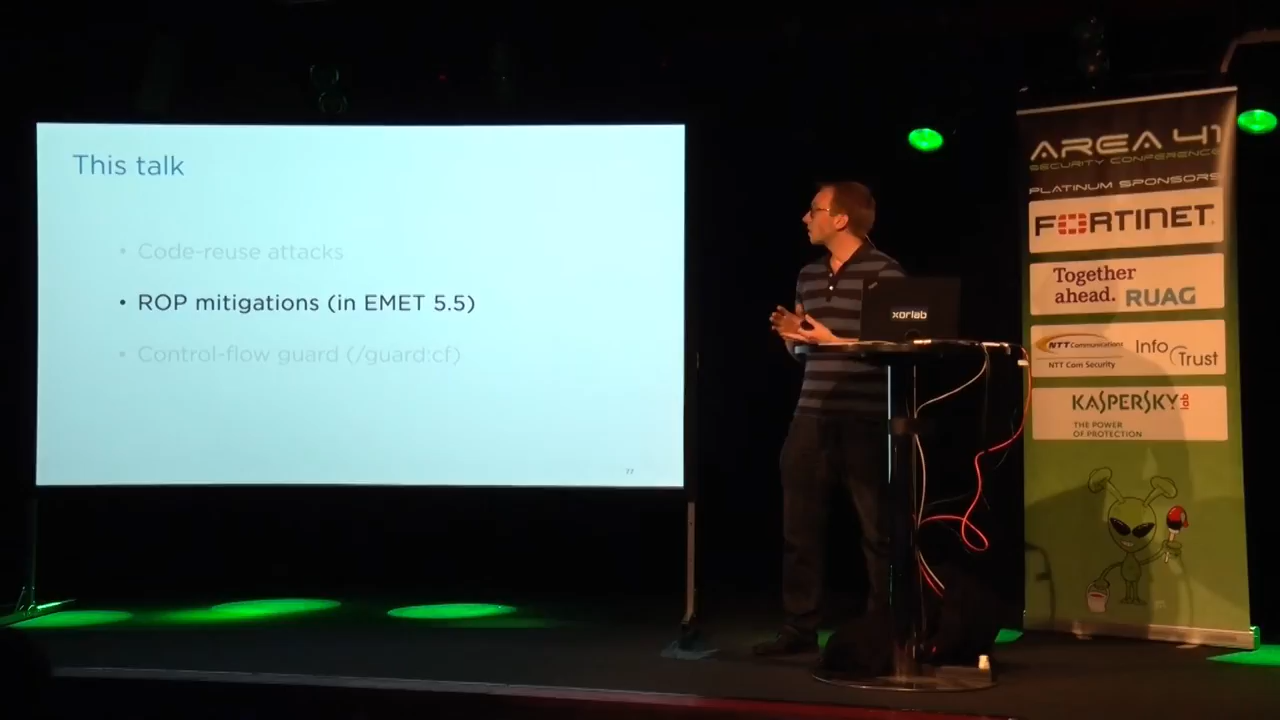 This talk
• Code-reuse attacks
• ROP mitigations (in EMET 5.5)
• Control-flow guard (/guard:cf)
77
xorlab
AREA 41
SECURITY CONFERENCE
PLATINUM SPONSORS
FORTINET
Together
ahead. RUAG
NTT Communications
NTT Com Security
Info
Trust
KASPERSKY lab
THE POWER
OF PROTECTION